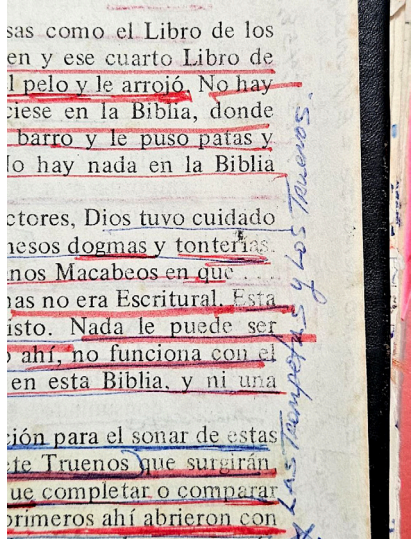 sas como el Libro de los
en y ese cuarto Libro de
l pelo y le arrojó. No hay
ciese en la Biblia, donde
barro y le puso patas y
No hay nada en la Biblia
ctores, Dios tuvo cuidado
nesos dogmas y tonterías.
anos Macabeos en que . . .
nas no era Escritural. Esta
isto. Nada le puede ser
o ahí, no funciona con el
en esta Biblia, y ni una
ción para el sonar de estas
ete Truenos) que surgirán
ue completar o comparar
primeros ahí abrieron con
Las Trompetas y Los Truenos.